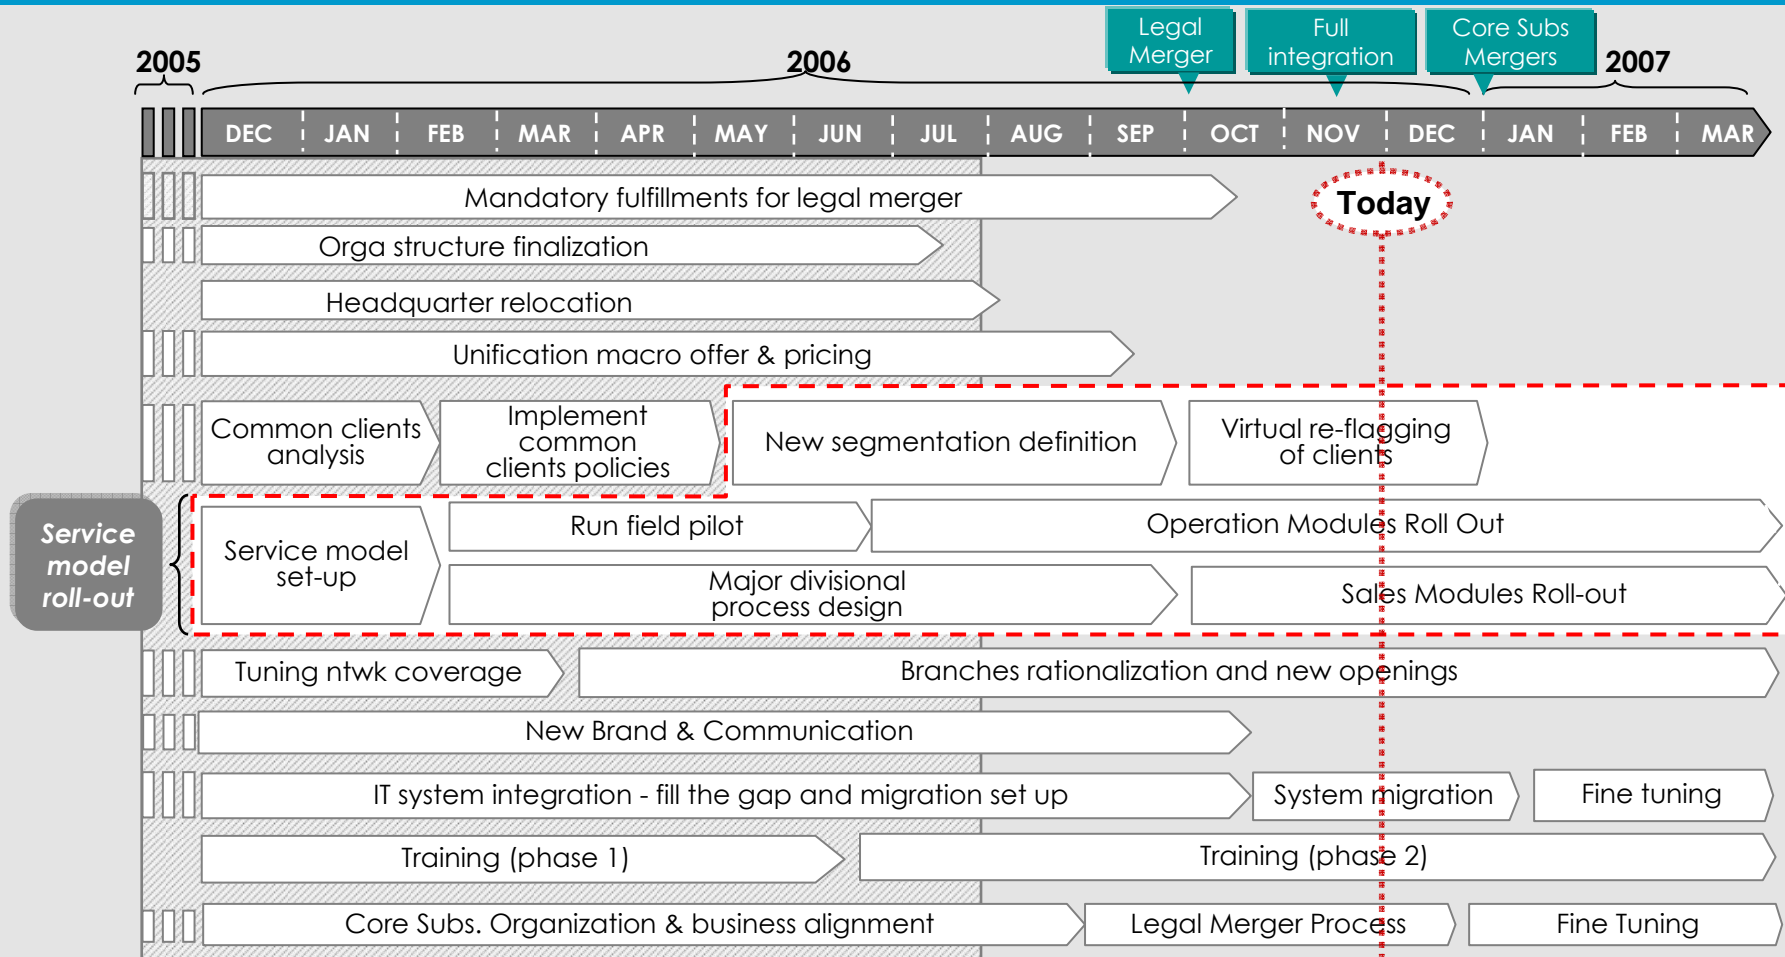 Legal
Merger
Full
integration
Core Subs
Mergers
2005
2006
2007
DEC JAN FEB MAR APR MAY JUN JUL AUG SEP OCT NOV DEC JAN FEB MAR
Mandatory fulfillments for legal merger
Today
Orga structure finalization
Headquarter relocation
Unification macro offer & pricing
Common clients
analysis
Implement
common
clients policies
New segmentation definition
Virtual re-flagging
of clients
Service
model
roll-out
Service model
set-up
Run field pilot
Operation Modules Roll Out
Major divisional
process design
Sales Modules Roll-out
Tuning ntwk coverage
Branches rationalization and new openings
New Brand & Communication
IT system integration - fill the gap and migration set up
System migration
Fine tuning
Training (phase 1)
Training (phase 2)
Core Subs. Organization & business alignment
Legal Merger Process
Fine Tuning